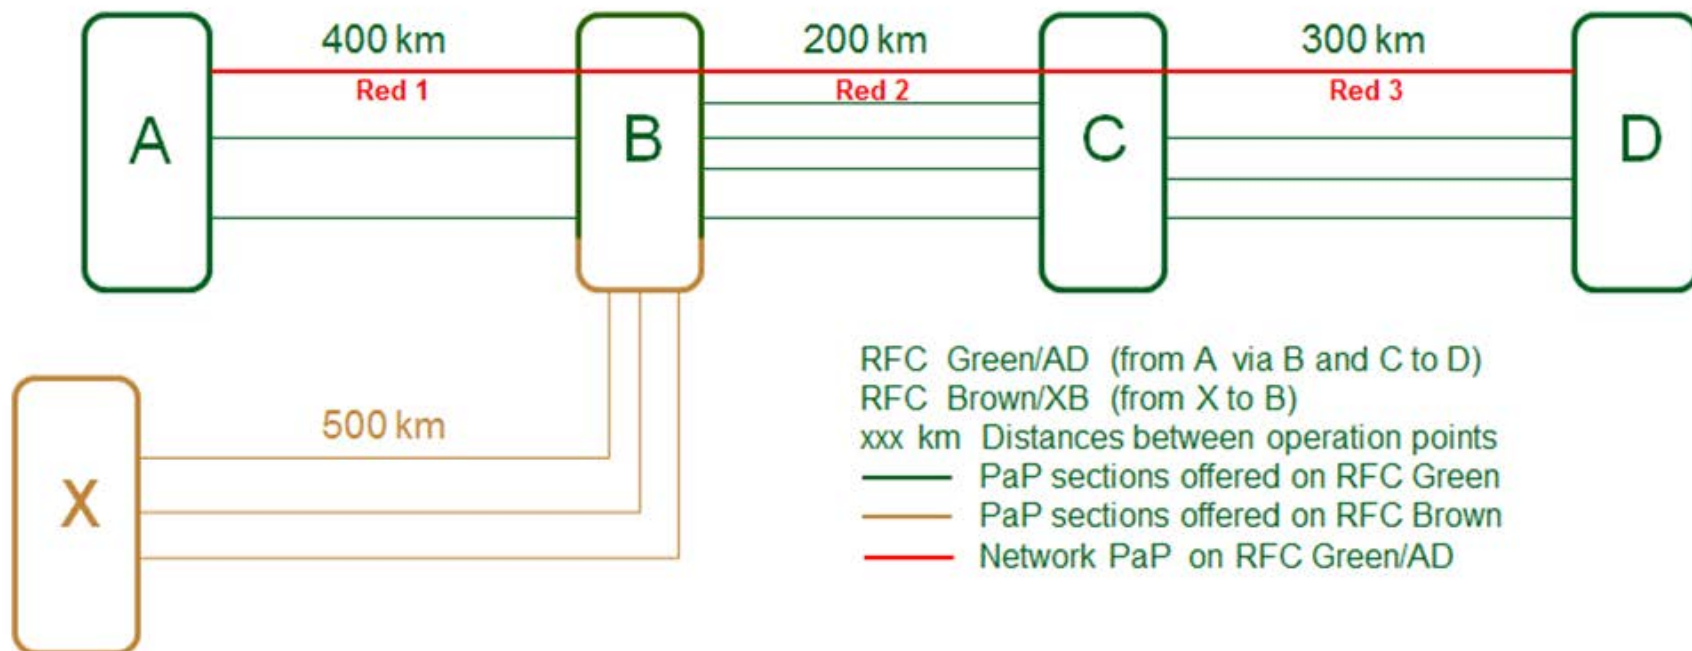 400 km
200 km
300 km
Red 1
Red 2
Red 3
A
B
C
D
500 km
X
RFC Green/AD (from A via B and C to D)
RFC Brown/XB (from X to B)
xxx km Distances between operation points
PaP sections offered on RFC Green
PaP sections offered on RFC Brown
Network PaP on RFC Green/AD